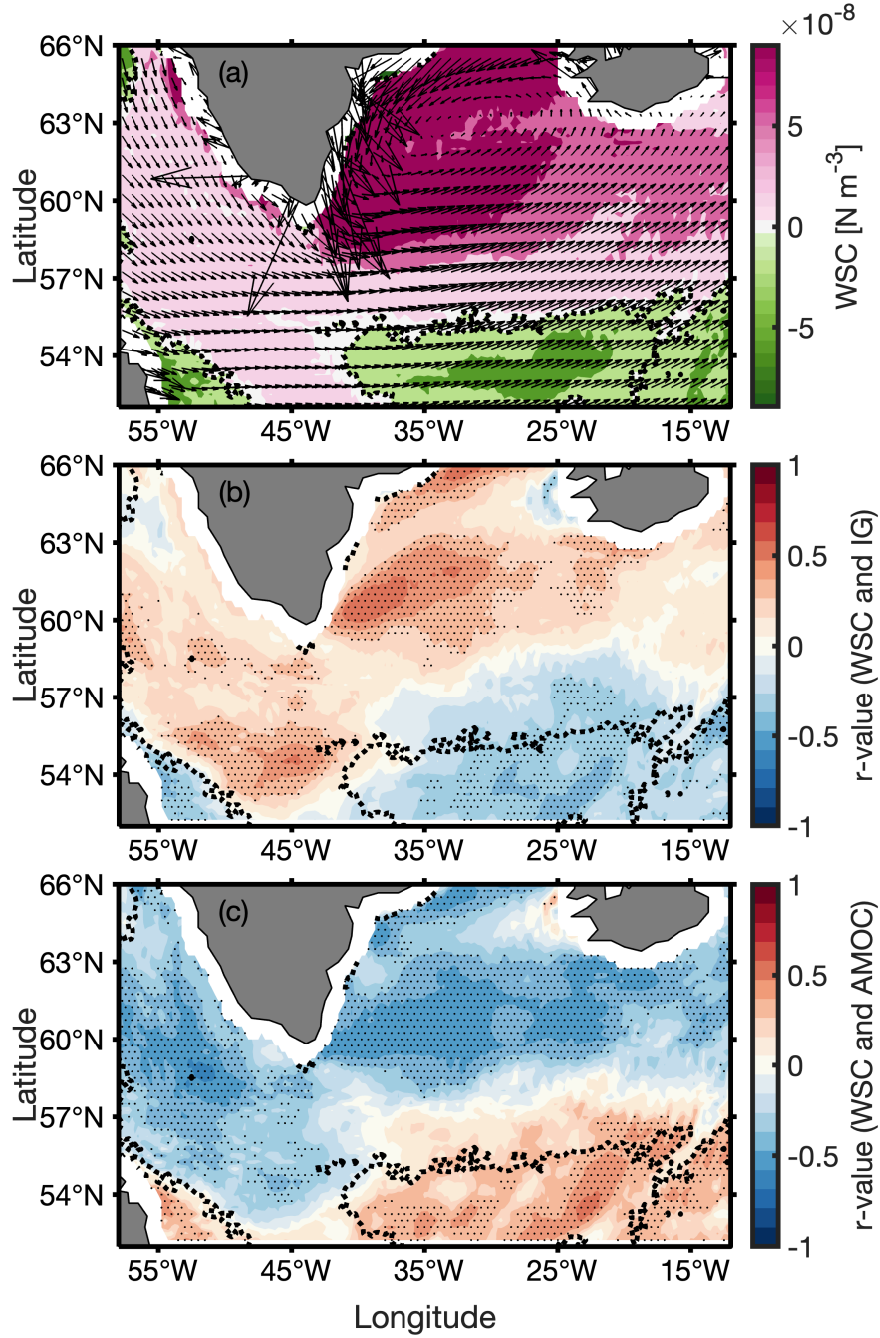 ×10-8
66°N
(a)
63°N
5
60°N
0
57°N
-5
54°N
Latitude
WSC [N m-3]
55°W 45°W 35°W 25°W 15°W
66°N
(b)
1
63°N
0.5
60°N
0
57°N
-0.5
54°N
-1
Latitude
r-value (WSC and IG)
55°W 45°W 35°W 25°W 15°W
66°N
(c)
1
63°N
0.5
60°N
0
57°N
-0.5
54°N
-1
Latitude
r-value (WSC and AMOC)
55°W 45°W 35°W 25°W 15°W
Longitude